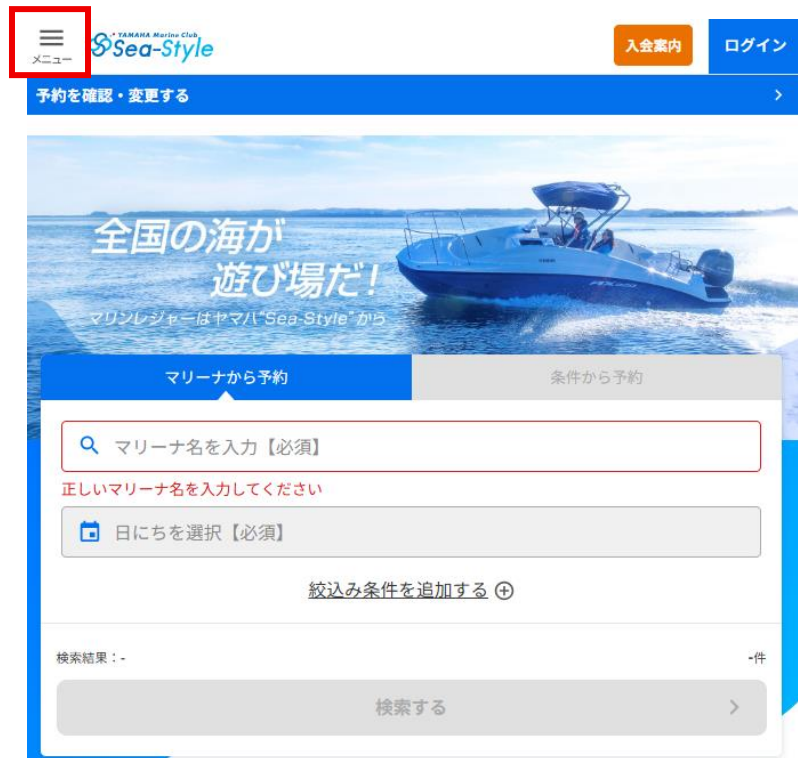 メニュー
YAMAHA Marine Club
Sea-Style
入会案内
ログイン
予約を確認・変更する
全国の海が
遊び場だ!
マリンレジャーはヤマハ"Sea-Style"から
マリーナから予約
条件から予約
マリーナ名を入力【必須】
正しいマリーナ名を入力してください
日にちを選択【必須】
絞込み条件を追加する
検索結果：-
-件
検索する